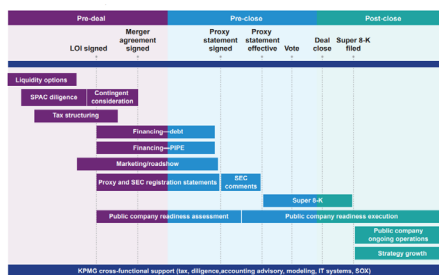 Pre-deal
Pre-close
Post-close
LOI signed
Merger
agreement
signed
Proxy
statement
signed
Proxy
statement
effective
Vote
Deal
close
Super 8-K
filed
Liquidity options
SPAC diligence
Contingent
consideration
Tax structuring
Financing—debt
Financing—PIPE
Marketing/roadshow
Proxy and SEC registration statements
SEC
comments
Super 8-K
Public company readiness assessment
Public company readiness execution
Public company
ongoing operations
Strategy growth
KPMG cross-functional support (tax, diligence,accounting advisory, modeling, IT systems, SOX)